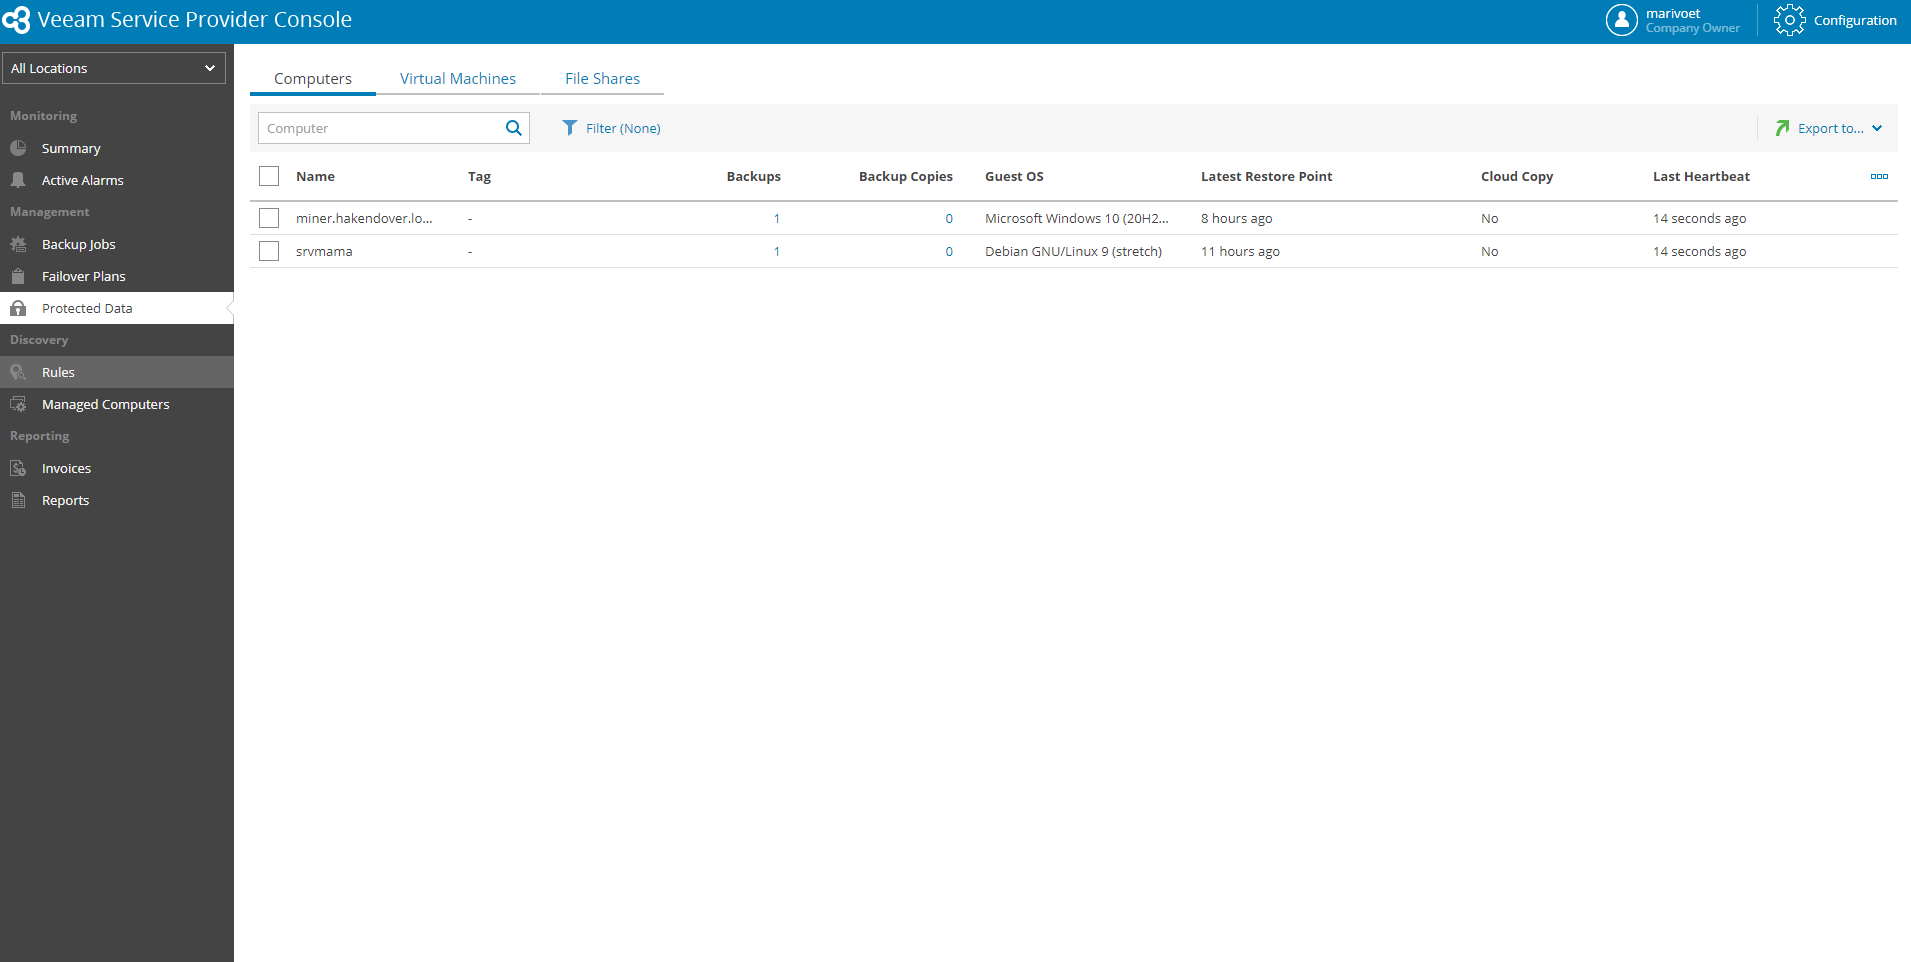 Veeam Service Provider Console
marivoet
Company Owner
Configuration
All Locations
Monitoring
Summary
Active Alarms
Management
Backup Jobs
Failover Plans
Protected Data
Discovery
Rules
Managed Computers
Reporting
Invoices
Reports
Computers Virtual Machines File Shares
Computer Filter (None) Export to...
Name Tag Backups Backup Copies Guest OS Latest Restore Point Cloud Copy Last Heartbeat
miner.hakendover.lo... - 1 0 Microsoft Windows 10 (20H2... 8 hours ago No 14 seconds ago
srvmama - 1 0 Debian GNU/Linux 9 (stretch) 11 hours ago No 14 seconds ago